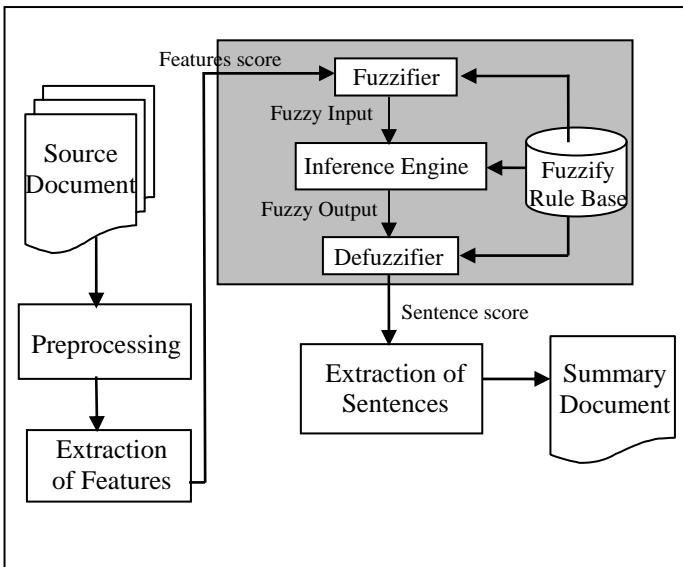 Features score
Fuzzifier
Fuzzy Input
Source
Document
Inference Engine
Fuzzify
Rule Base
Fuzzy Output
Defuzzifier
Sentence score
Preprocessing
Extraction of
Sentences
Summary
Document
Extraction
of Features